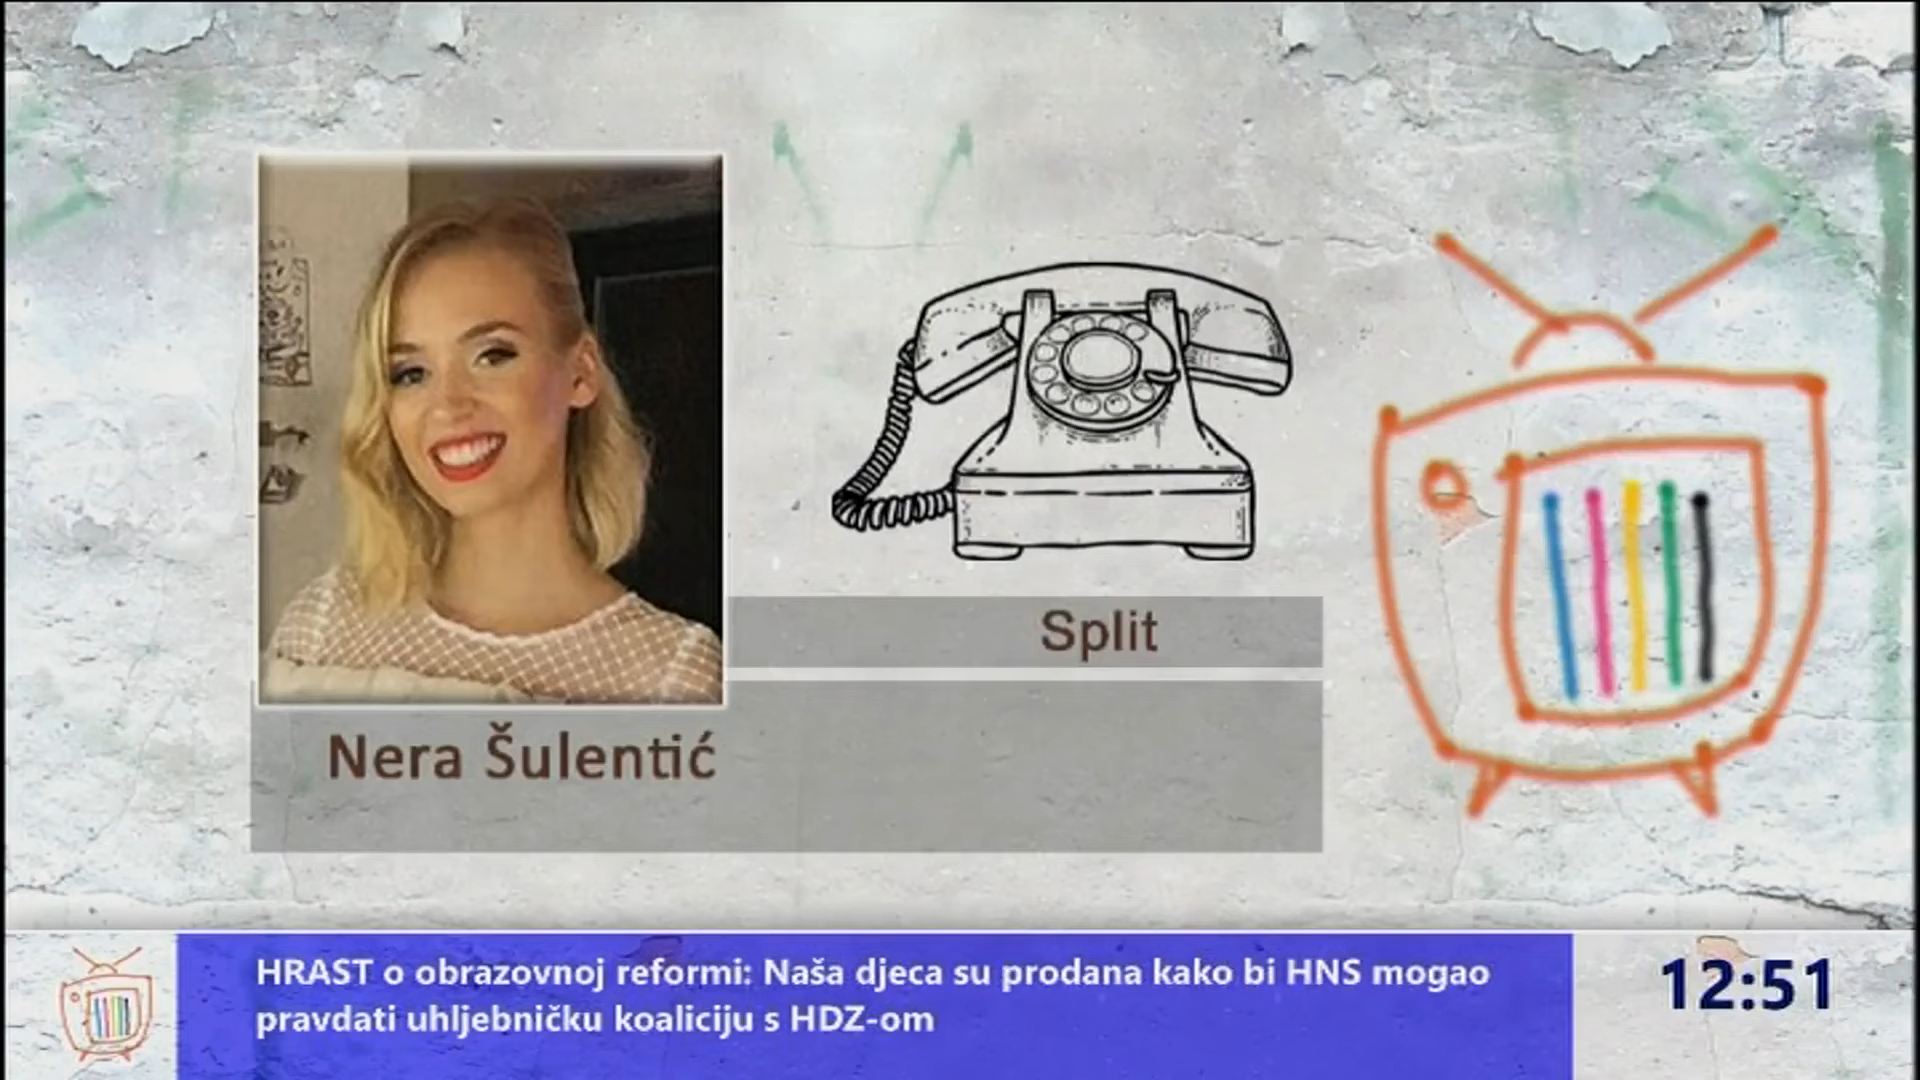 Split
Nera Šulentić
HRAST o obrazovnoj reformi: Naša djeca su prodana kako bi HNS mogao
pravdati uhljebničku koaliciju s HDZ-om
12:51